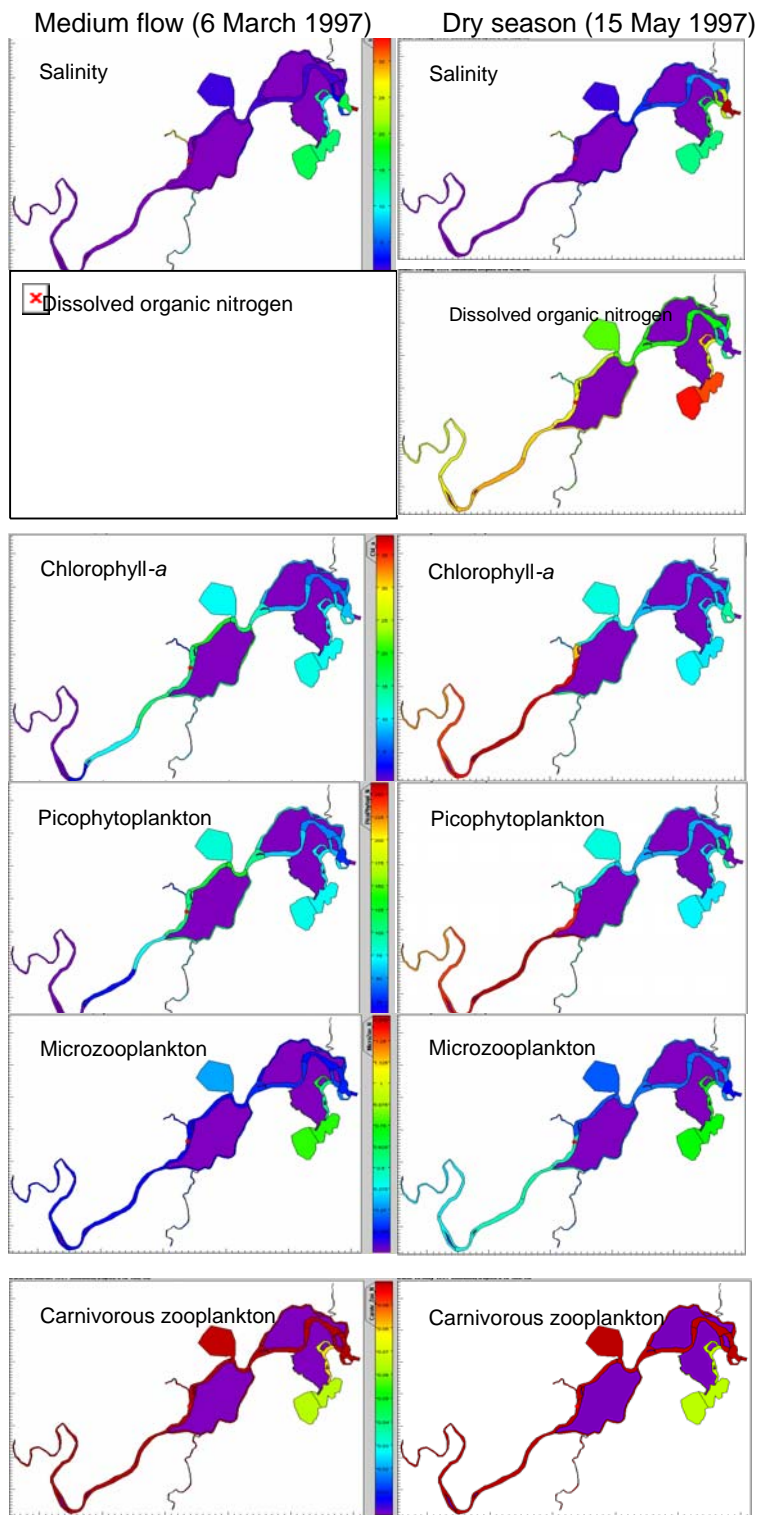 Medium flow (6 March 1997) Dry season (15 May 1997)
Salinity Salinity
Dissolved organic nitrogen Dissolved organic nitrogen
Chlorophyll-a Chlorophyll-a
Picophytoplankton Picophytoplankton
Microzooplankton Microzooplankton
Carnivorous zooplankton Carnivorous zooplankton